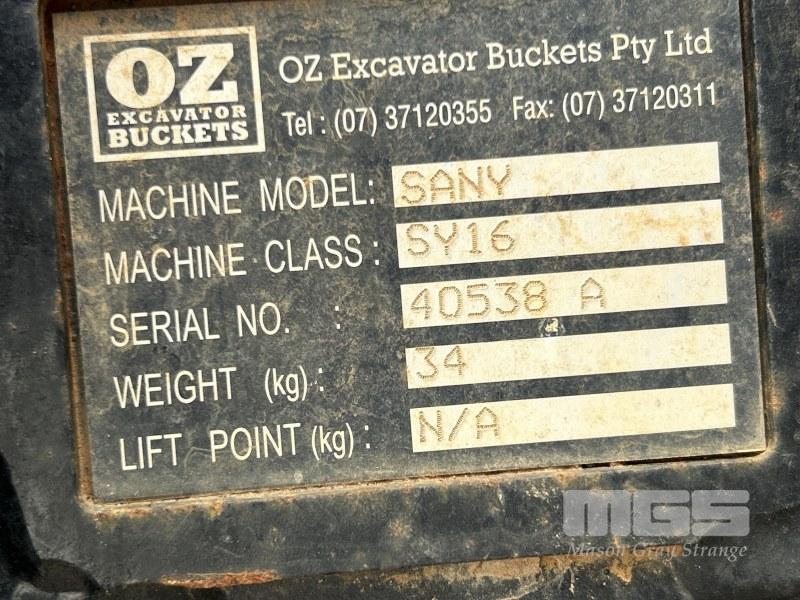 OZ
EXCAVATOR
BUCKETS
OZ Excavator Buckets Pty Ltd
Tel : (07) 37120355 Fax: (07) 37120311
MACHINE MODEL: SANY
MACHINE CLASS : SY16
SERIAL NO. : 40538 A
WEIGHT (kg) : 34
LIFT POINT (kg) : N/A
MGS
Mason Gray Strange